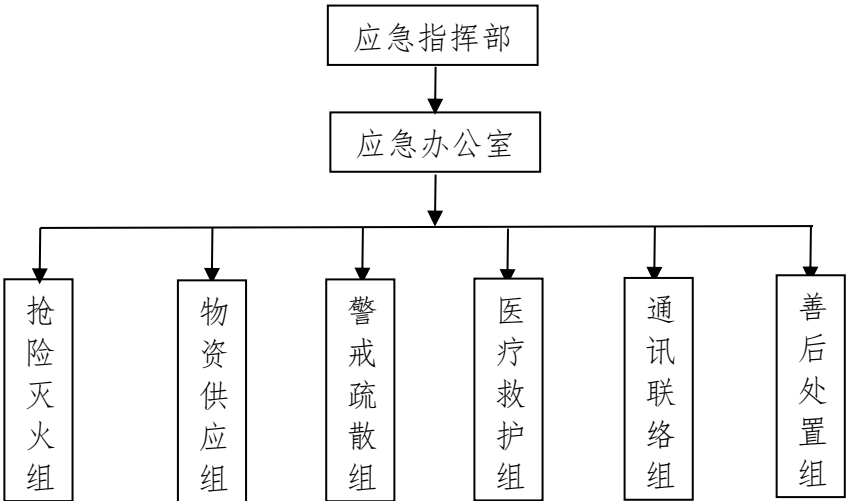 应急指挥部
应急办公室
抢险灭火组
物资供应组
警戒疏散组
医疗救护组
通讯联络组
善后处置组